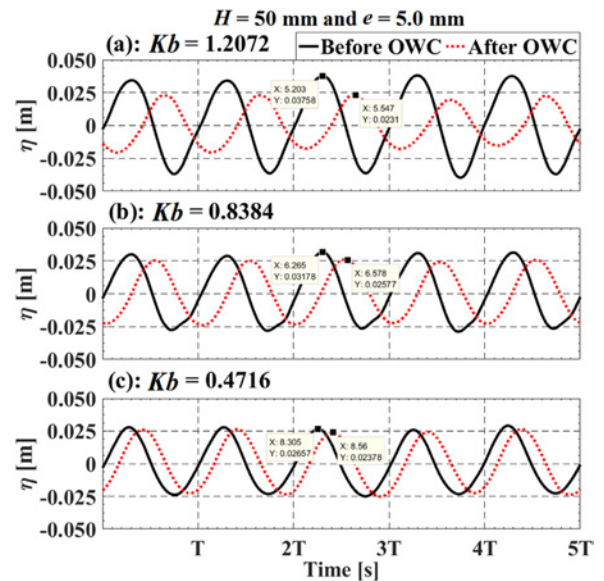 H = 50 mm and e = 5.0 mm
(a): Kb = 1.2072
Before OWC
After OWC
0.050
0.025
0
-0.025
-0.050
η [m]
X: 5.203
Y: 0.03758
X: 5.547
Y: 0.0231
(b): Kb = 0.8384
0.050
0.025
0
-0.025
-0.050
η [m]
X: 6.265
Y: 0.03178
X: 6.578
Y: 0.02577
(c): Kb = 0.4716
0.050
0.025
0
-0.025
-0.050
η [m]
X: 8.305
Y: 0.02657
X: 8.56
Y: 0.02378
T
2T
3T
4T
5T
Time [s]